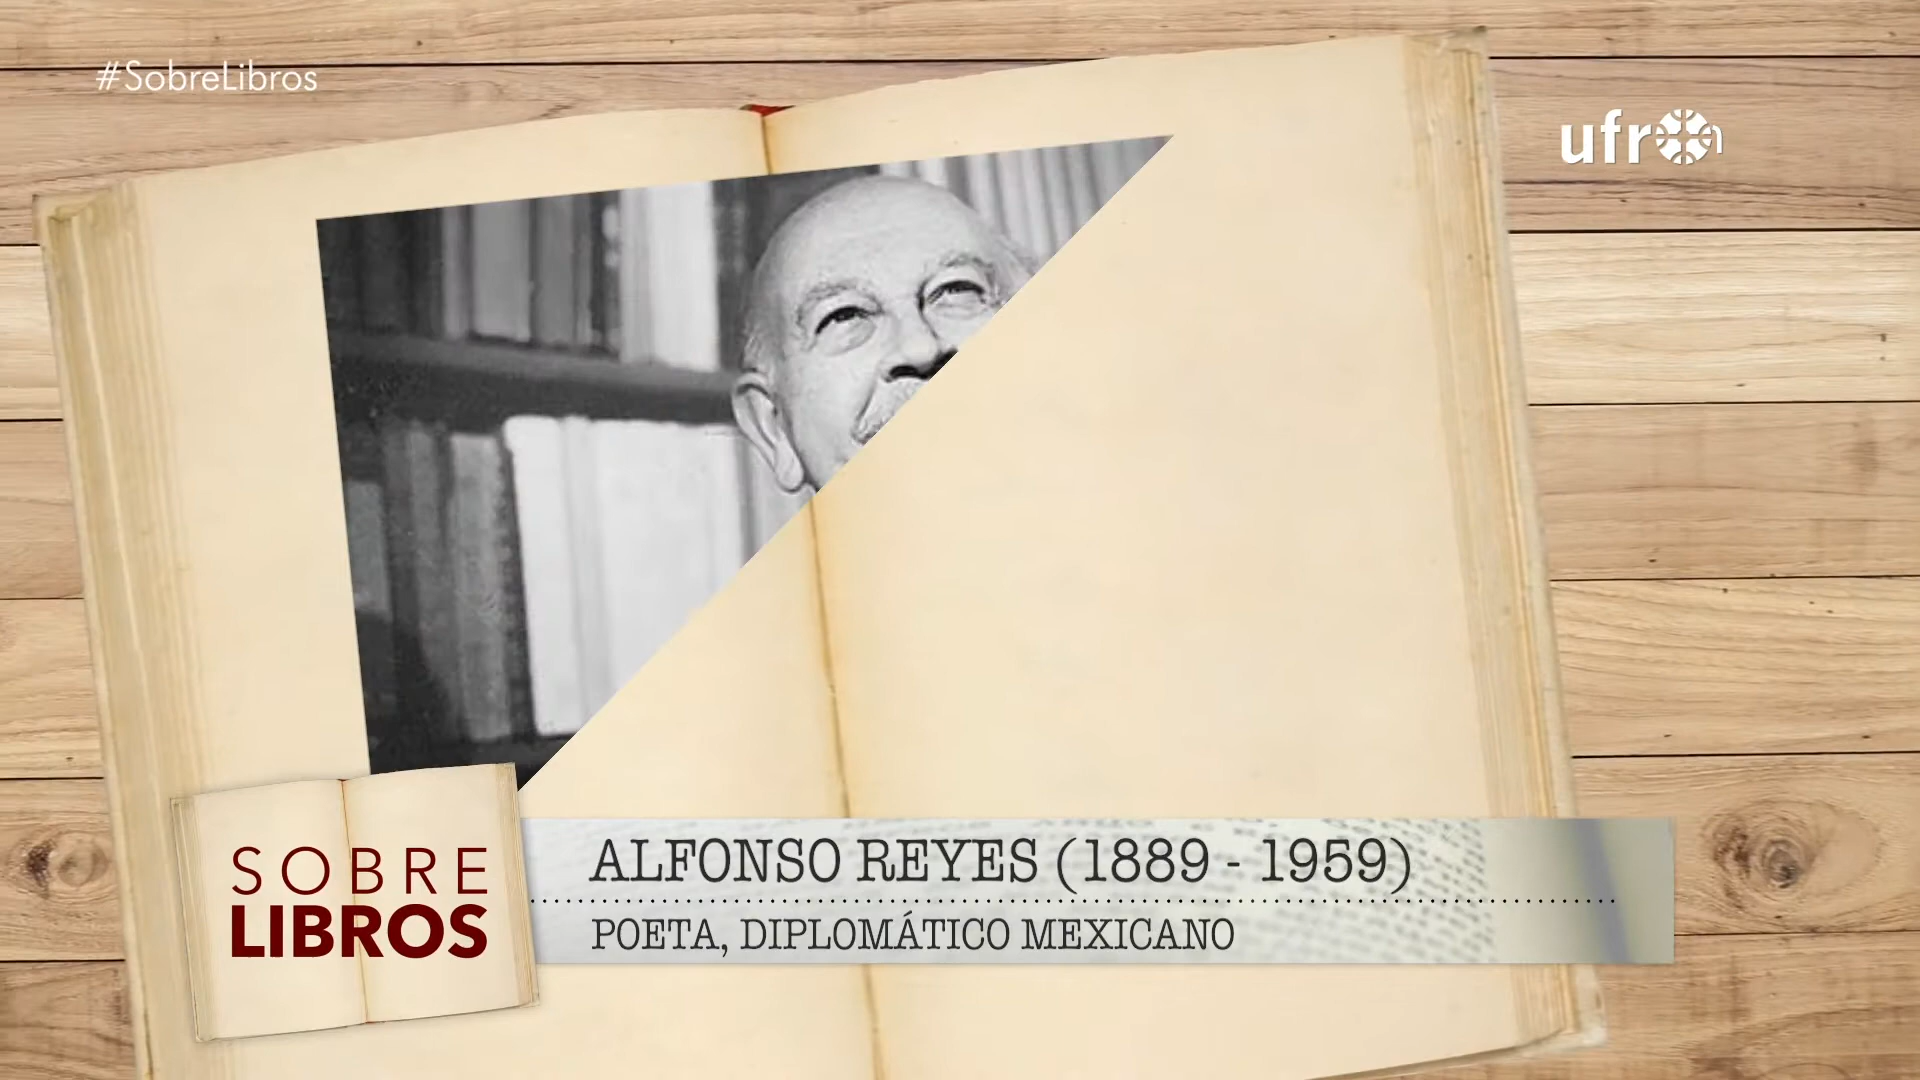 #SobreLibros
ufro
SOBRE
LIBROS
ALFONSO REYES (1889 - 1959)
POETA, DIPLOMÁTICO MEXICANO